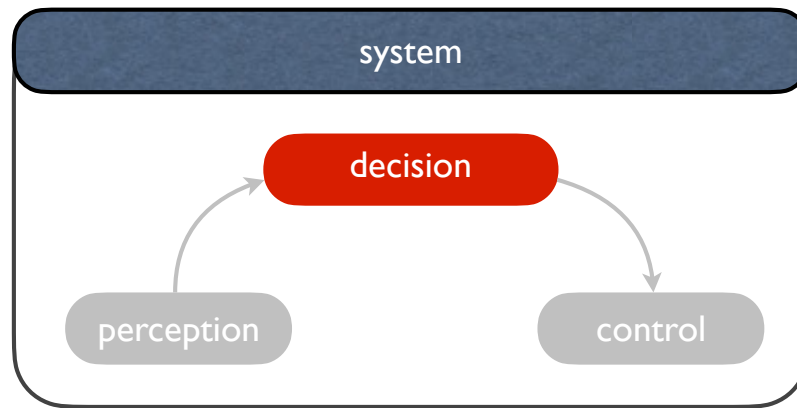 system
decision
perception
control